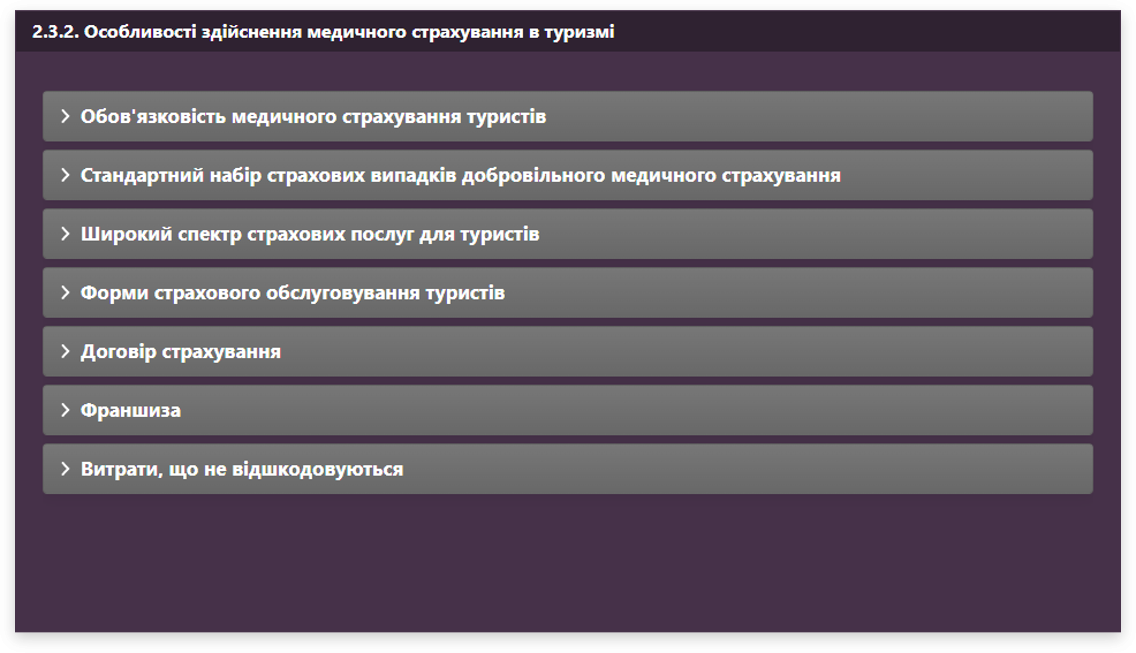 2.3.2. Особливості здійснення медичного страхування в туризмі
Обов'язковість медичного страхування туристів
Стандартний набір страхових випадків добровільного медичного страхування
Широкий спектр страхових послуг для туристів
Форми страхового обслуговування туристів
Договір страхування
Франшиза
Витрати, що не відшкодовуються